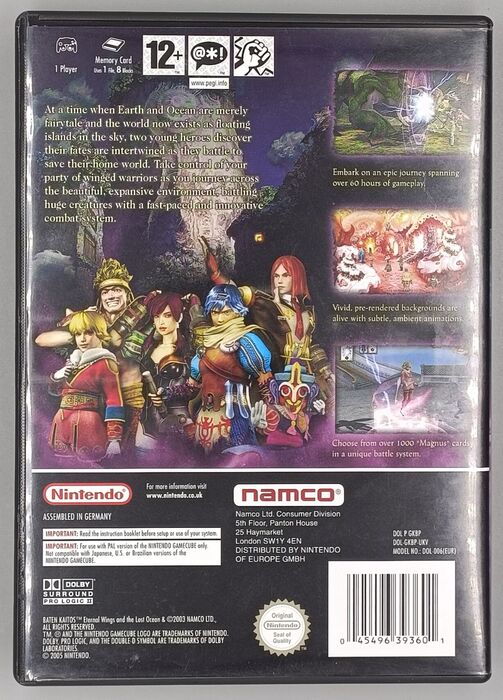 1 Player
Memory Card
Uses 1 File, 8 Blocks
12+
@*!
www.pegi.info
At a time when Earth and Ocean are merely
fairytale and the world now exists as floating
islands in the sky, two young heroes discover
their fates are intertwined as they battle to
save their home world. Take control of your
party of winged warriors as you journey across
the beautiful, expansive environment, battling
huge creatures with a fast-paced and innovative
combat system.
Embark on an epic journey spanning
over 60 hours of gameplay.
Vivid, pre-rendered backgrounds are
alive with subtle, ambient animations.
Choose from over 1000 "Magnus" cards
in a unique battle system.
Nintendo®
For more information visit
www.nintendo.co.uk
ASSEMBLED IN GERMANY
IMPORTANT: Read the instruction booklet before setup or use of your system.
IMPORTANT: For use with PAL version of the NINTENDO GAMECUBE only.
Not compatible with Japanese, U.S. or Brazilian versions of the
NINTENDO GAMECUBE.
DOLBY
SURROUND
PRO LOGIC II
BATEN KAITOS™ Eternal Wings and the Lost Ocean & ©2003 NAMCO LTD.,
ALL RIGHTS RESERVED.
TM, ® AND THE NINTENDO GAMECUBE LOGO ARE TRADEMARKS OF NINTENDO.
DOLBY, PRO LOGIC, AND THE DOUBLE-D SYMBOL ARE TRADEMARKS OF DOLBY
LABORATORIES.
© 2005 NINTENDO.
namco®
Namco Ltd. Consumer Division
5th Floor, Panton House
25 Haymarket
London SW1Y 4EN
DISTRIBUTED BY NINTENDO
OF EUROPE GMBH
DOL P GKBP
DOL-GKBP-UKV
MODEL NO.: DOL 006(EUR)
Original
Nintendo
Seal of
Quality
0 45496 39360 1